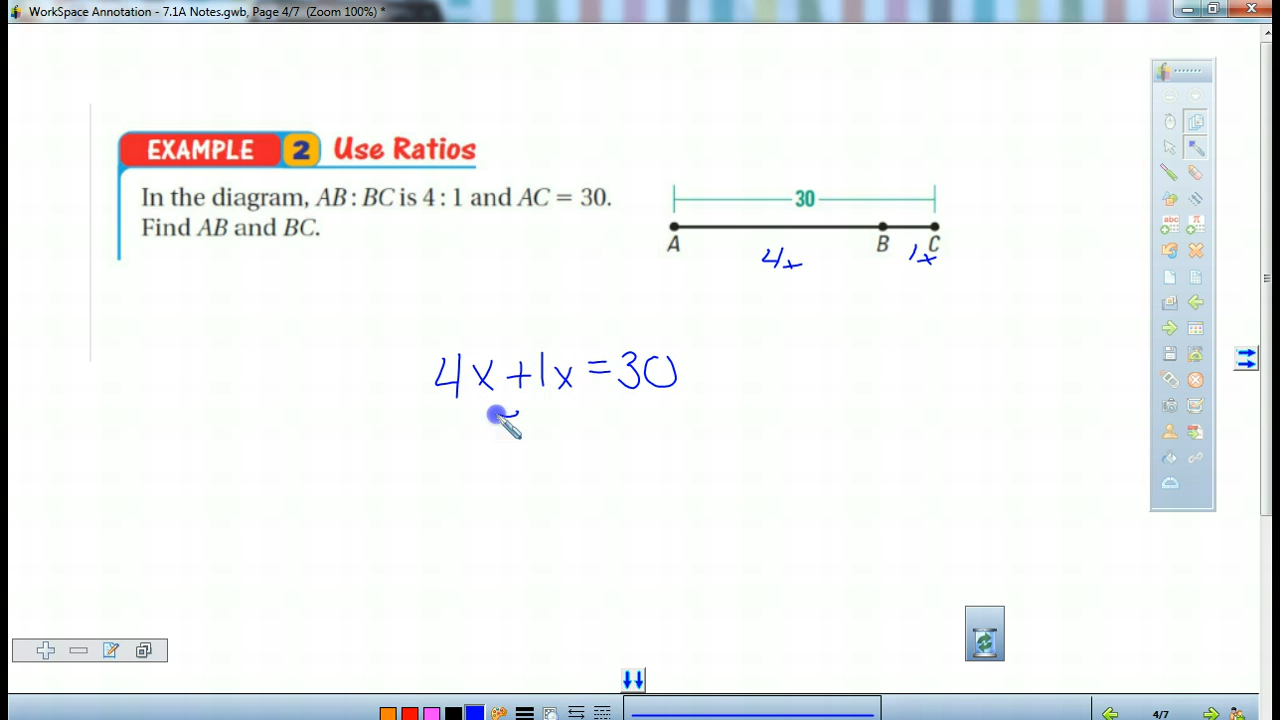 WorkSpace Annotation - 7.1A Notes.gwb, Page 4/7 (Zoom 100%) *
EXAMPLE 2 Use Ratios
In the diagram, AB : BC is 4 : 1 and AC = 30.
Find AB and BC.
30
A B C
4x 1x
4x+1x=30
abc π
4/7